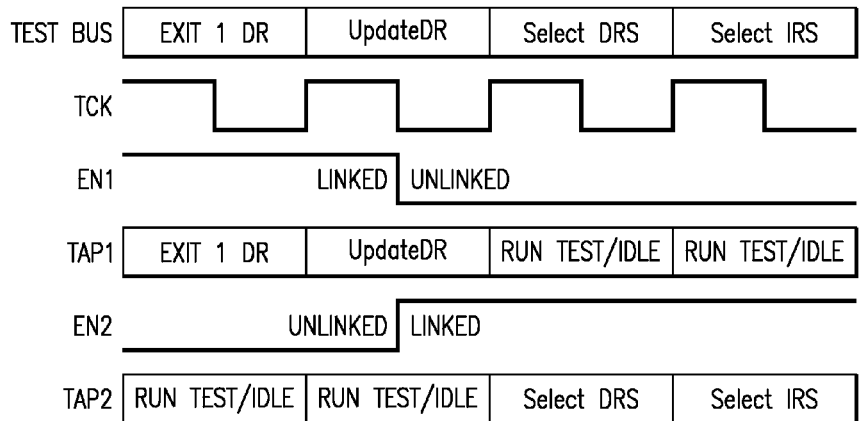 TEST BUS EXIT 1 DR UpdateDR Select DRS Select IRS
TCK
EN1 LINKED UNLINKED
TAP1 EXIT 1 DR UpdateDR RUN TEST/IDLE RUN TEST/IDLE
EN2 UNLINKED LINKED
TAP2 RUN TEST/IDLE RUN TEST/IDLE Select DRS Select IRS